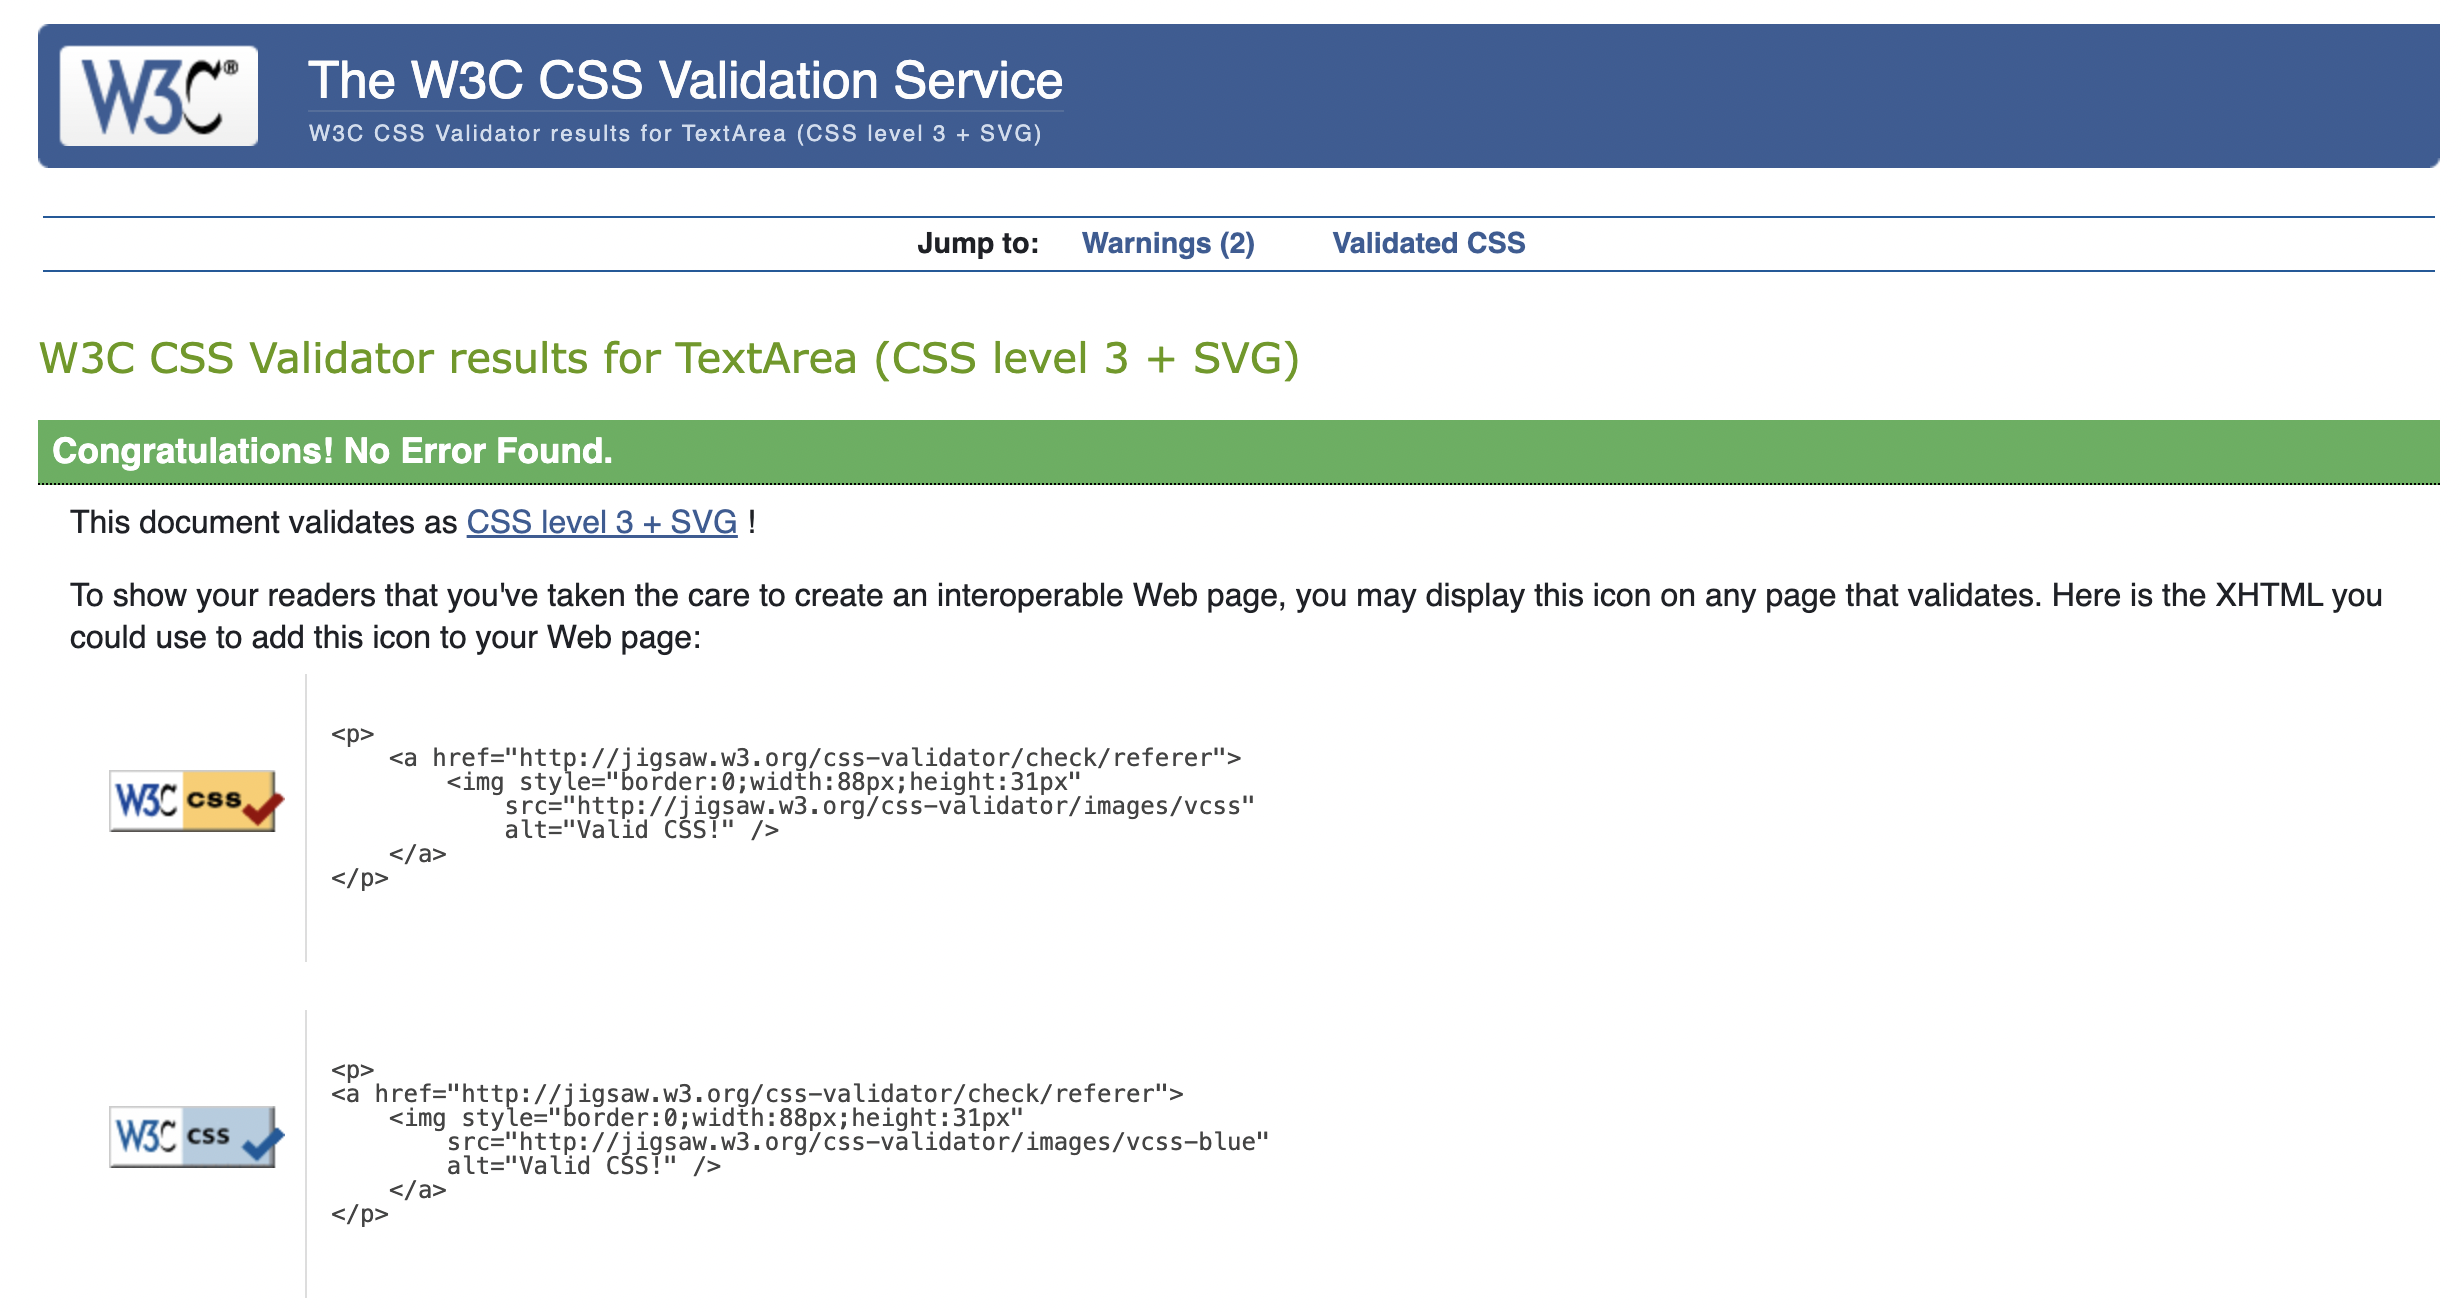 W3C®
The W3C CSS Validation Service
W3C CSS Validator results for TextArea (CSS level 3 + SVG)
Jump to: Warnings (2) Validated CSS
W3C CSS Validator results for TextArea (CSS level 3 + SVG)
Congratulations! No Error Found.
This document validates as CSS level 3 + SVG !
To show your readers that you've taken the care to create an interoperable Web page, you may display this icon on any page that validates. Here is the XHTML you
could use to add this icon to your Web page:
W3C css
<p>
    <a href="http://jigsaw.w3.org/css-validator/check/referer">
        <img style="border:0;width:88px;height:31px"
            src="http://jigsaw.w3.org/css-validator/images/vcss"
            alt="Valid CSS!" />
    </a>
</p>
W3C css
<p>
<a href="http://jigsaw.w3.org/css-validator/check/referer">
    <img style="border:0;width:88px;height:31px"
        src="http://jigsaw.w3.org/css-validator/images/vcss-blue"
        alt="Valid CSS!" />
    </a>
</p>